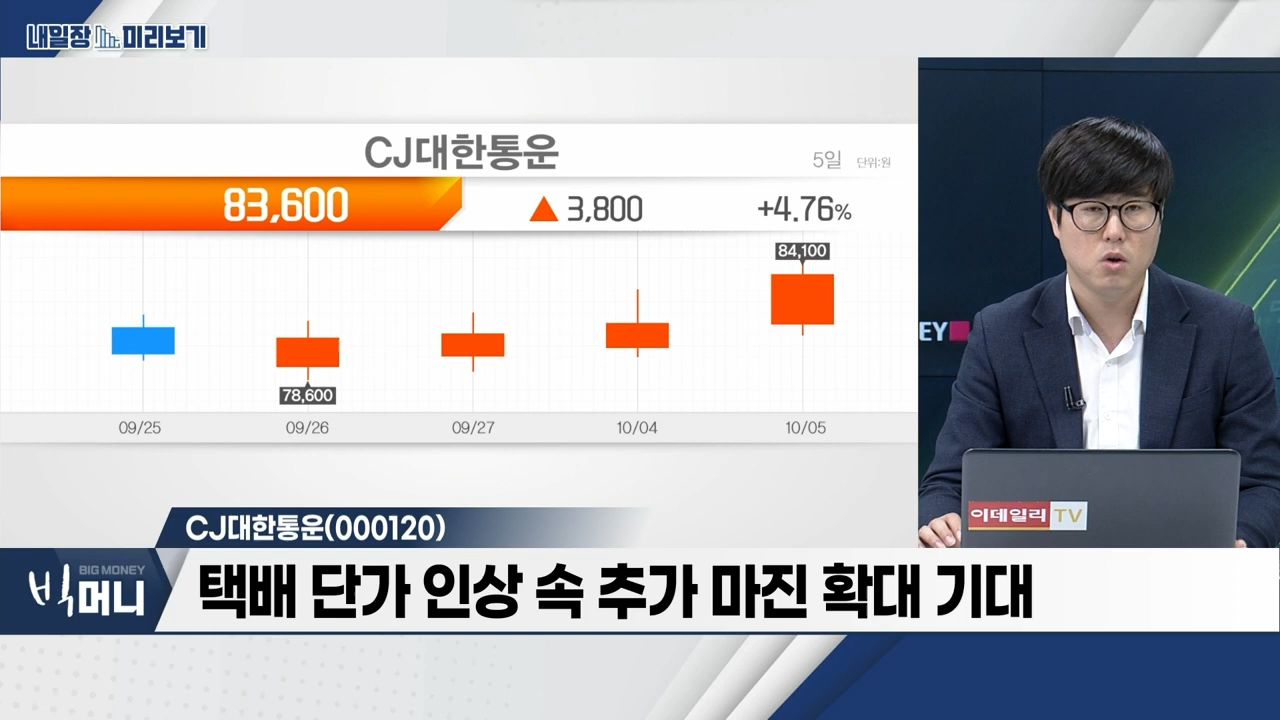 내일장 미리보기
CJ대한통운
5일 단위:원
83,600 ▲ 3,800 +4.76%
84,100
78,600
09/25 09/26 09/27 10/04 10/05
EY
이데일리 TV
CJ대한통운(000120)
BIG MONEY
빅머니
택배 단가 인상 속 추가 마진 확대 기대